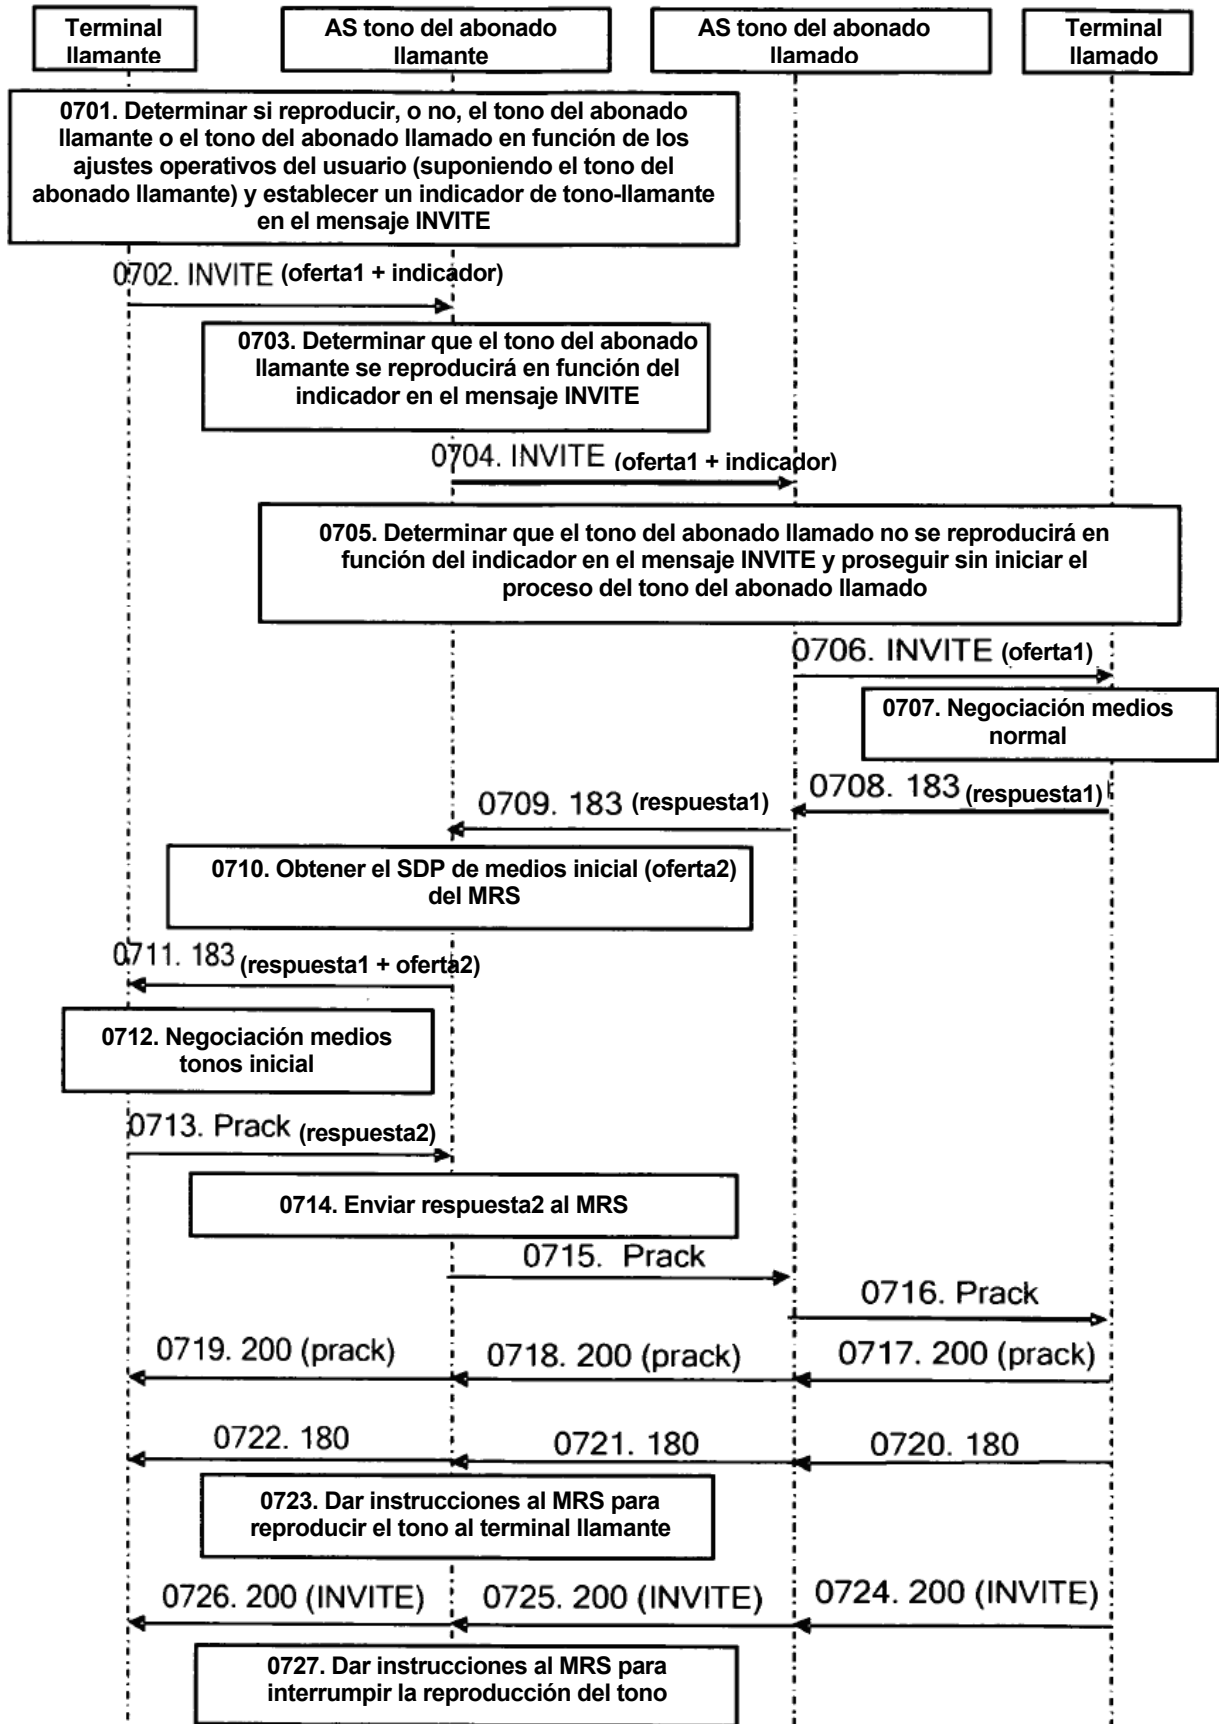 Terminal
llamante
AS tono del abonado
llamante
AS tono del abonado
llamado
Terminal
llamado
0701. Determinar si reproducir, o no, el tono del abonado
llamante o el tono del abonado llamado en función de los
ajustes operativos del usuario (suponiendo el tono del
abonado llamante) y establecer un indicador de tono-llamante
en el mensaje INVITE
0702. INVITE (oferta1 + indicador)
0703. Determinar que el tono del abonado
llamante se reproducirá en función del
indicador en el mensaje INVITE
0704. INVITE (oferta1 + indicador)
0705. Determinar que el tono del abonado llamado no se reproducirá en
función del indicador en el mensaje INVITE y proseguir sin iniciar el
proceso del tono del abonado llamado
0706. INVITE (oferta1)
0707. Negociación medios
normal
0708. 183 (respuesta1)
0709. 183 (respuesta1)
0710. Obtener el SDP de medios inicial (oferta2)
del MRS
0711. 183 (respuesta1 + oferta2)
0712. Negociación medios
tonos inicial
0713. Prack (respuesta2)
0714. Enviar respuesta2 al MRS
0715. Prack
0716. Prack
0719. 200 (prack)
0718. 200 (prack)
0717. 200 (prack)
0722. 180
0721. 180
0720. 180
0723. Dar instrucciones al MRS para
reproducir el tono al terminal llamante
0726. 200 (INVITE)
0725. 200 (INVITE)
0724. 200 (INVITE)
0727. Dar instrucciones al MRS para
interrumpir la reproducción del tono